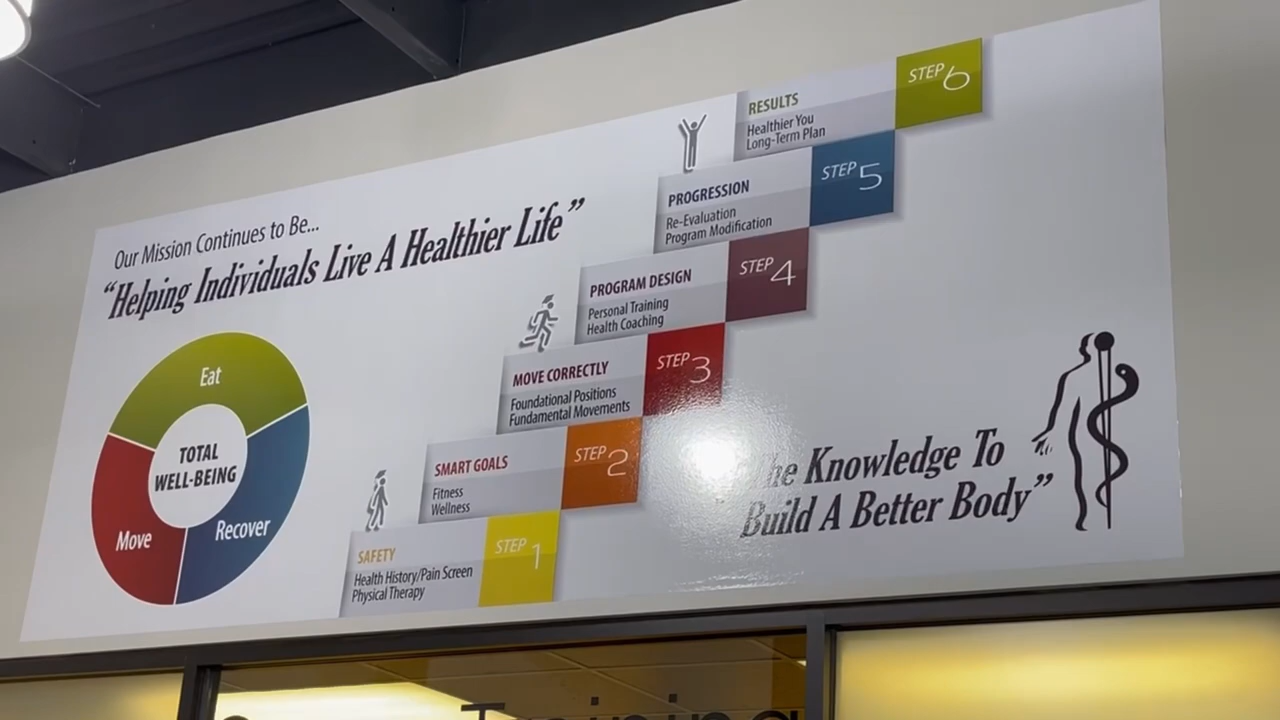 Our Mission Continues to Be...
“Helping Individuals Live A Healthier Life”
Eat
TOTAL
WELL-BEING
Move
Recover
RESULTS
Healthier You
Long-Term Plan
STEP 6
PROGRESSION
Re-Evaluation
Program Modification
STEP 5
PROGRAM DESIGN
Personal Training
Health Coaching
STEP 4
MOVE CORRECTLY
Foundational Positions
Fundamental Movements
STEP 3
SMART GOALS
Fitness
Wellness
STEP 2
SAFETY
Health History/Pain Screen
Physical Therapy
STEP 1
Knowledge To
Build A Better Body”